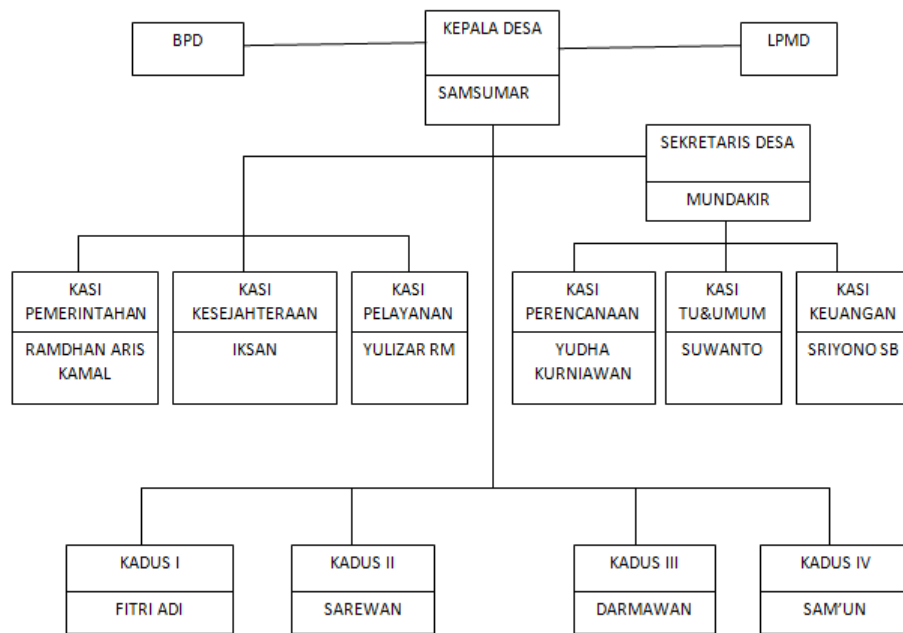 BPD
KEPALA DESA
LPMD
SAMSUMAR
SEKRETARIS DESA
MUNDAKIR
KASI
PEMERINTAHAN
RAMDHAN ARIS
KAMAL
KASI
KESEJAHTERAAN
IKSAN
KASI
PELAYANAN
YULIZAR RM
KASI
PERENCANAAN
YUDHA
KURNIAWAN
KASI
TU&UMUM
SUWANTO
KASI
KEUANGAN
SRIYONO SB
KADUS I
FITRI ADI
KADUS II
SAREWAN
KADUS III
DARMAWAN
KADUS IV
SAM'UN